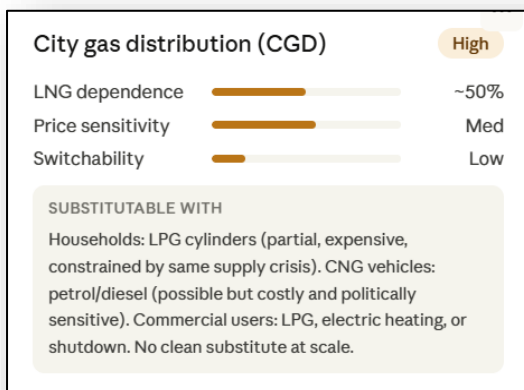 City gas distribution (CGD)
High
LNG dependence
~50%
Price sensitivity
Med
Switchability
Low
SUBSTITUTABLE WITH
Households: LPG cylinders (partial, expensive,
constrained by same supply crisis). CNG vehicles:
petrol/diesel (possible but costly and politically
sensitive). Commercial users: LPG, electric heating, or
shutdown. No clean substitute at scale.